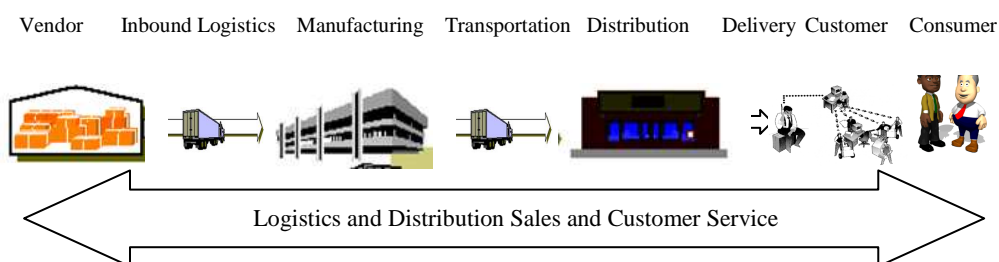 Vendor Inbound Logistics Manufacturing Transportation Distribution Delivery Customer Consumer
Logistics and Distribution Sales and Customer Service